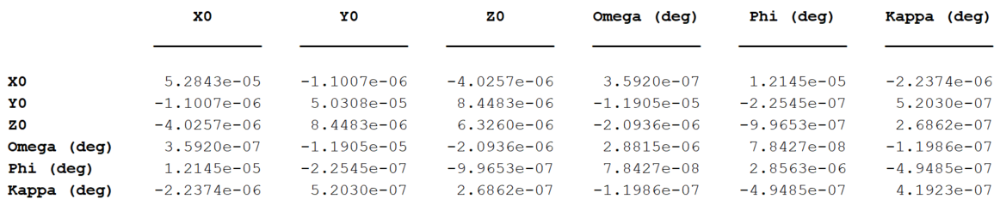 X0 Y0 Z0 Omega (deg) Phi (deg) Kappa (deg)
X0 5.2843e-05 -1.1007e-06 -4.0257e-06 3.5920e-07 1.2145e-05 -2.2374e-06
Y0 -1.1007e-06 5.0308e-05 8.4483e-06 -1.1905e-05 -2.2545e-07 5.2030e-07
Z0 -4.0257e-06 8.4483e-06 6.3260e-06 -2.0936e-06 -9.9653e-07 2.6862e-07
Omega (deg) 3.5920e-07 -1.1905e-05 -2.0936e-06 2.8815e-06 7.8427e-08 -1.1986e-07
Phi (deg) 1.2145e-05 -2.2545e-07 -9.9653e-07 7.8427e-08 2.8563e-06 -4.9485e-07
Kappa (deg) -2.2374e-06 5.2030e-07 2.6862e-07 -1.1986e-07 -4.9485e-07 4.1923e-07